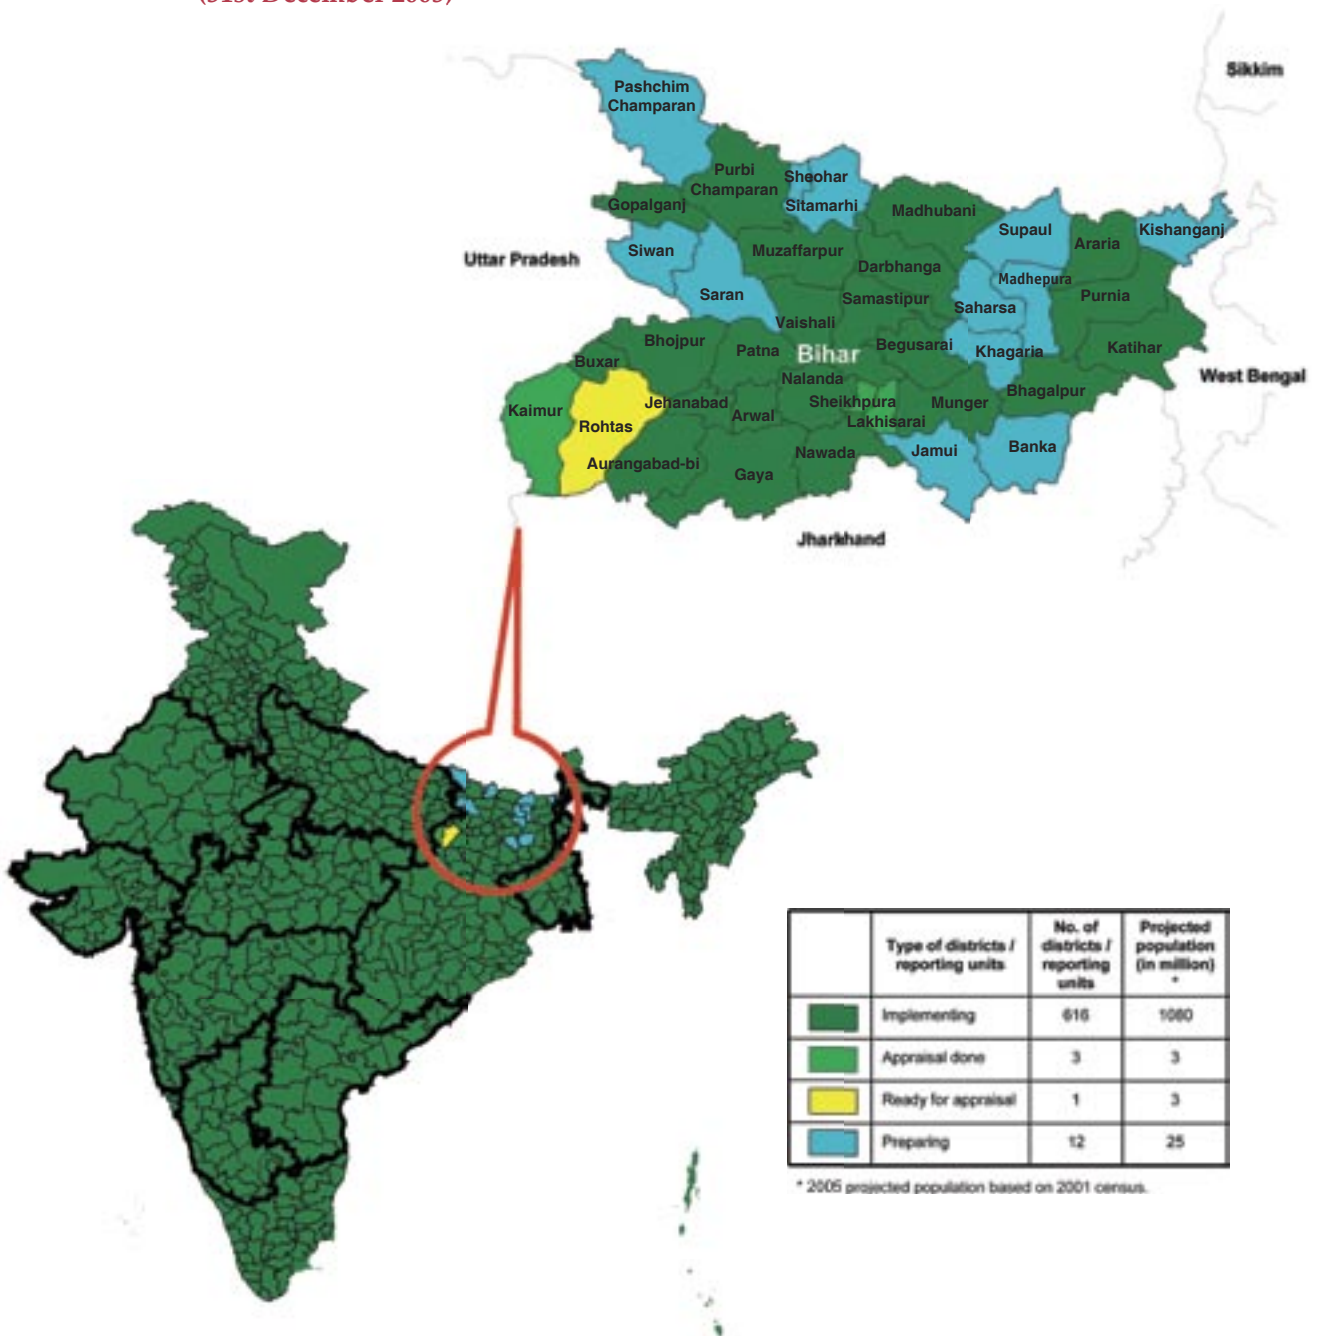 (31st December 2005)
Sikkim
Pashchim
Champaran
Purbi
Champaran
Sheohar
Sitamarhi
Gopalganj
Madhubani
Supaul
Kishanganj
Araria
Siwan
Muzaffarpur
Uttar Pradesh
Darbhanga
Madhepura
Saran
Samastipur
Saharsa
Purnia
Vaishali
Bhojpur
Patna
Bihar
Begusarai
Khagaria
Katihar
Buxar
West Bengal
Nalanda
Bhagalpur
Kaimur
Jehanabad
Arwal
Sheikhpura
Munger
Rohtas
Lakhisarai
Aurangabad-bi
Nawada
Jamui
Banka
Gaya
Jharkhand
Type of districts /
reporting units
No. of
districts /
reporting
units
Projected
population
(in million)
*
Implementing 616 1080
Appraisal done 3 3
Ready for appraisal 1 3
Preparing 12 25
* 2005 projected population based on 2001 census.